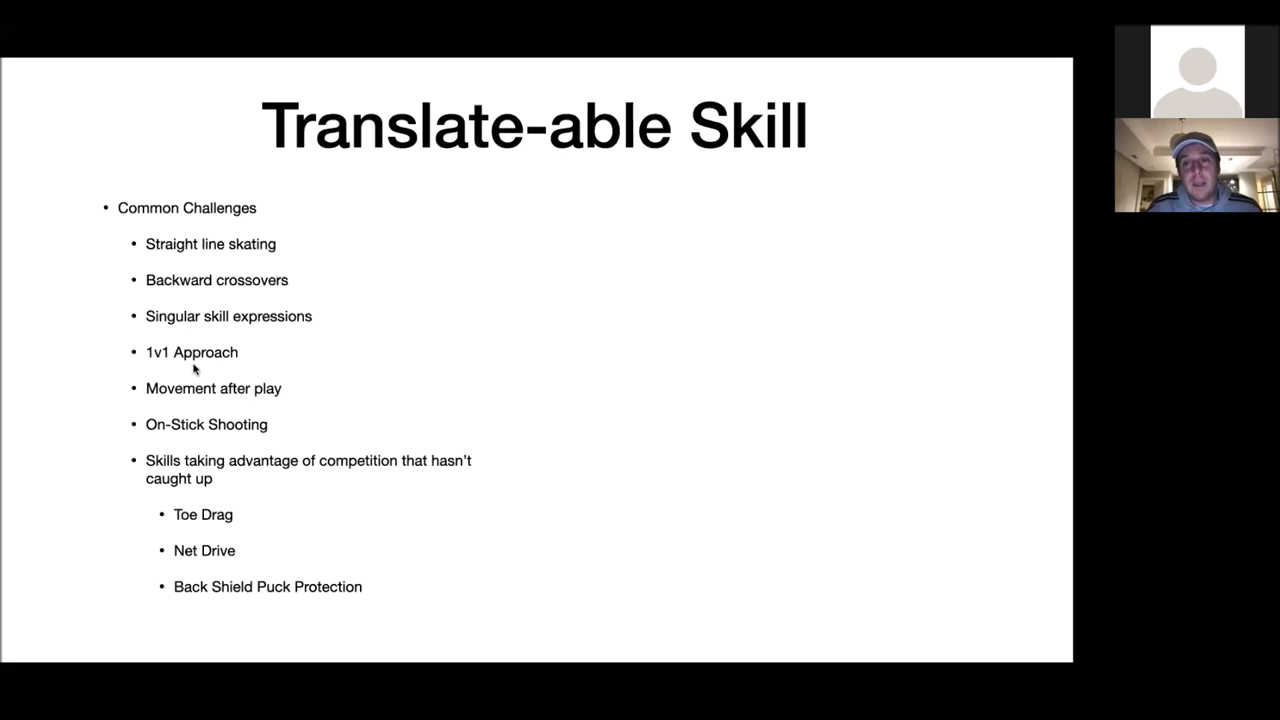 Translate-able Skill
• Common Challenges
• Straight line skating
• Backward crossovers
• Singular skill expressions
• 1v1 Approach
• Movement after play
• On-Stick Shooting
• Skills taking advantage of competition that hasn’t
caught up
• Toe Drag
• Net Drive
• Back Shield Puck Protection